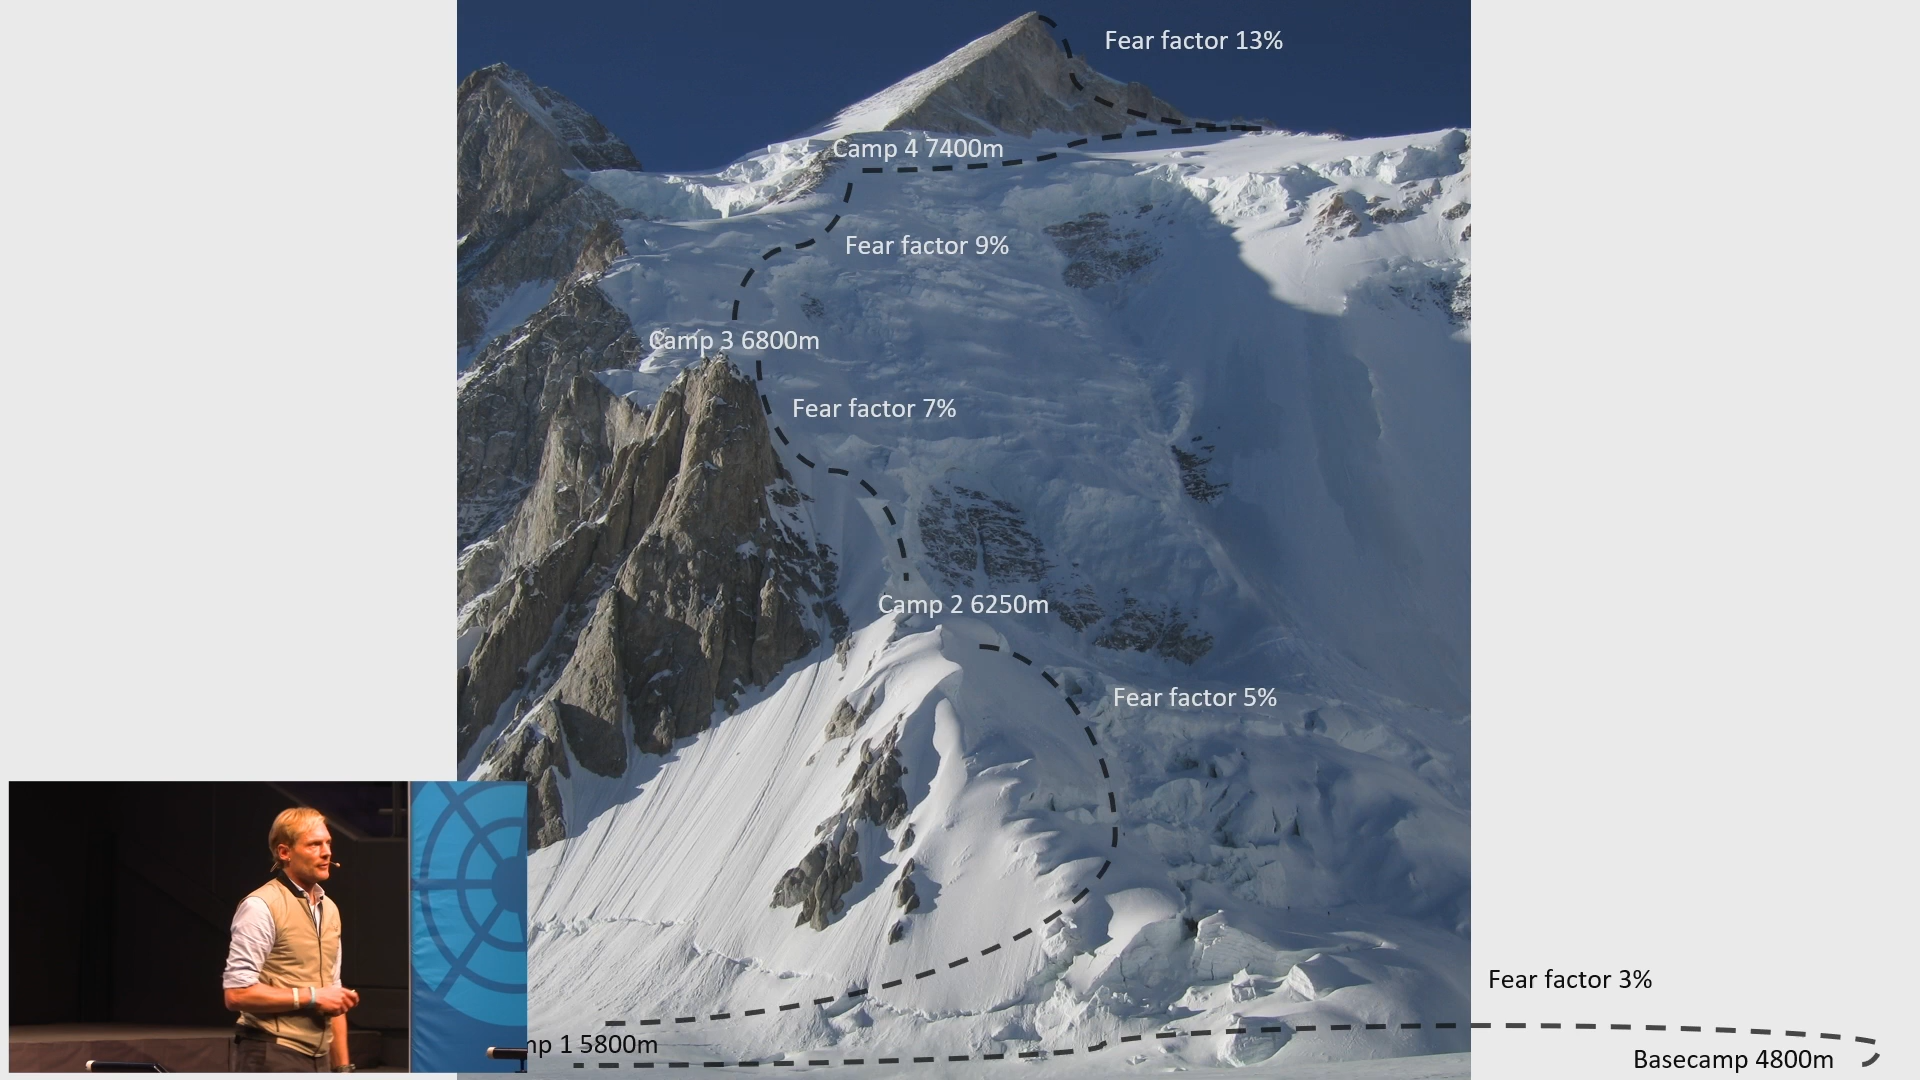 Fear factor 13%
Camp 4 7400m
Fear factor 9%
Camp 3 6800m
Fear factor 7%
Camp 2 6250m
Fear factor 5%
Fear factor 3%
1 5800m
Basecamp 4800m